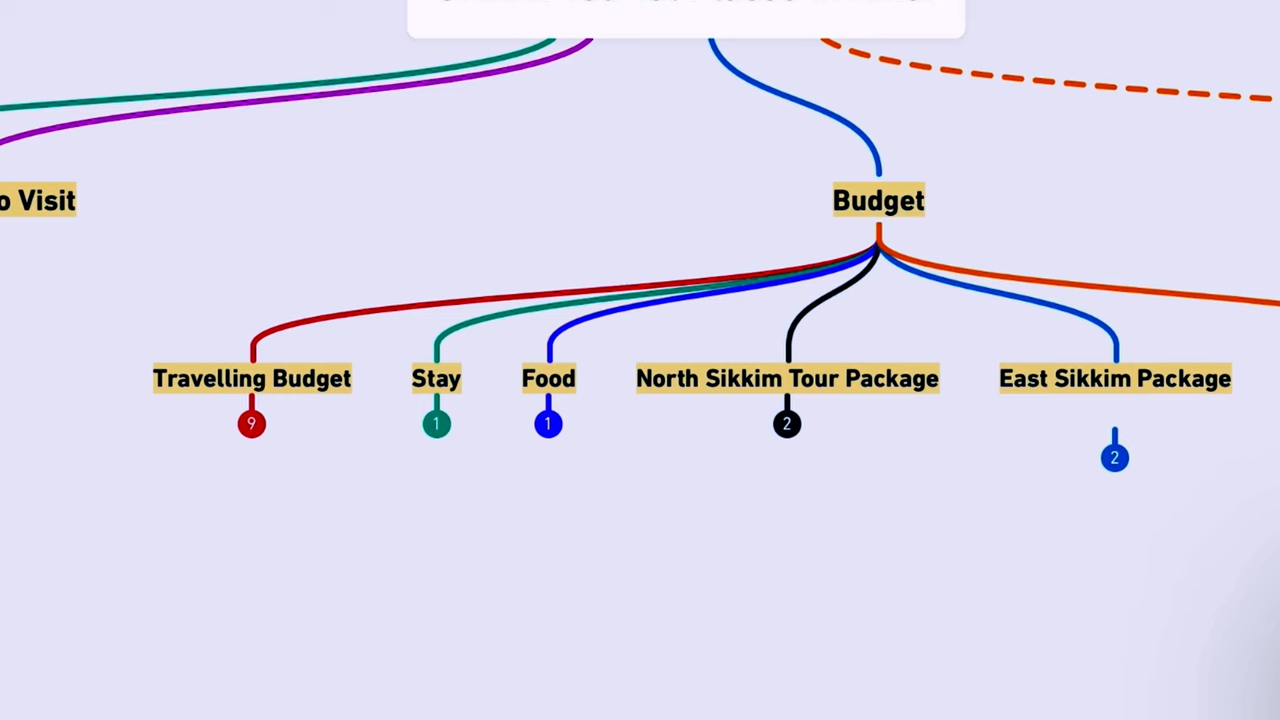 o Visit
Budget
Travelling Budget
Stay
Food
North Sikkim Tour Package
East Sikkim Package
9
1
1
2
2